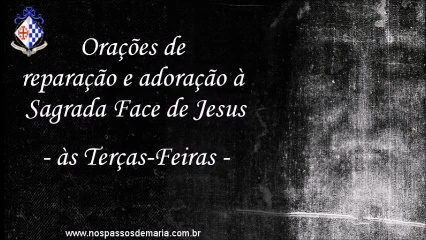 Orações de
reparação e adoração à
Sagrada Face de Jesus
- às Terças-Feiras -
www.nospassosdemaria.com.br